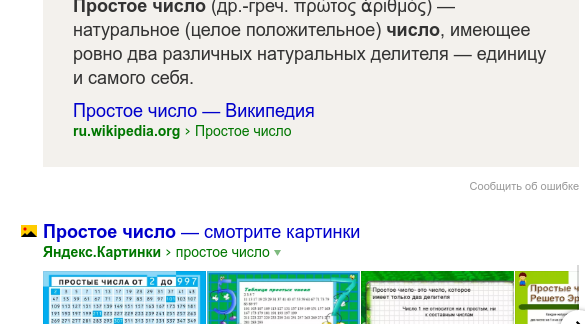 Простое число (др.-греч. πρώτος ἀριθμός) —
натуральное (целое положительное) число, имеющее
ровно два различных натуральных делителя — единицу
и самого себя.
Простое число — Википедия
ru.wikipedia.org › Простое число
Сообщить об ошибке
Простое число — смотрите картинки
Яндекс.Картинки › простое число
ПРОСТЫЕ ЧИСЛА ОТ 2 ДО 997
Таблица простых чисел
Простое число- это число, которое
имеет только два делителя
Число 1 не относится ни к простым, ни
к составным числам
Простые ч
Решето Эр